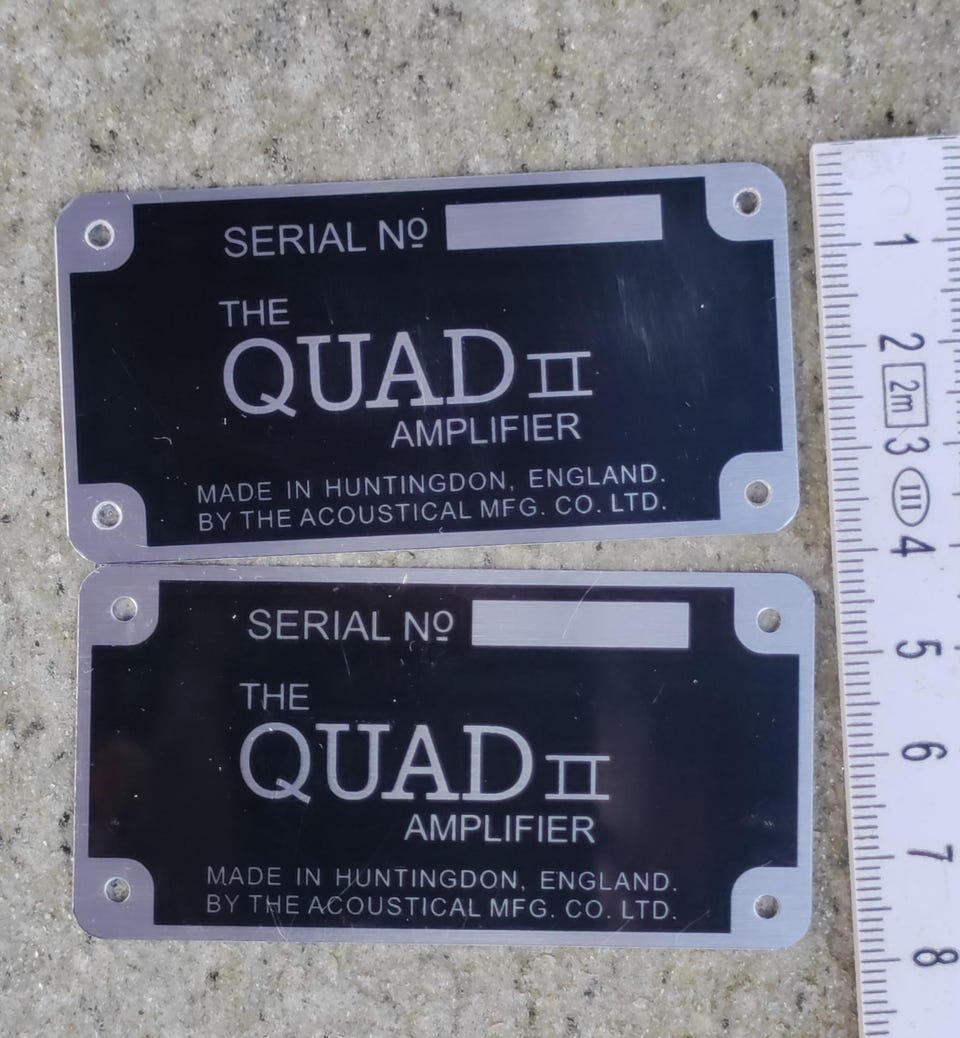 SERIAL Nº
THE
QUAD II
AMPLIFIER
MADE IN HUNTINGDON, ENGLAND.
BY THE ACOUSTICAL MFG. CO. LTD.
SERIAL Nº
THE
QUAD II
AMPLIFIER
MADE IN HUNTINGDON, ENGLAND.
BY THE ACOUSTICAL MFG. CO. LTD.
1
2
2m
3
III
4
5
6
7
8